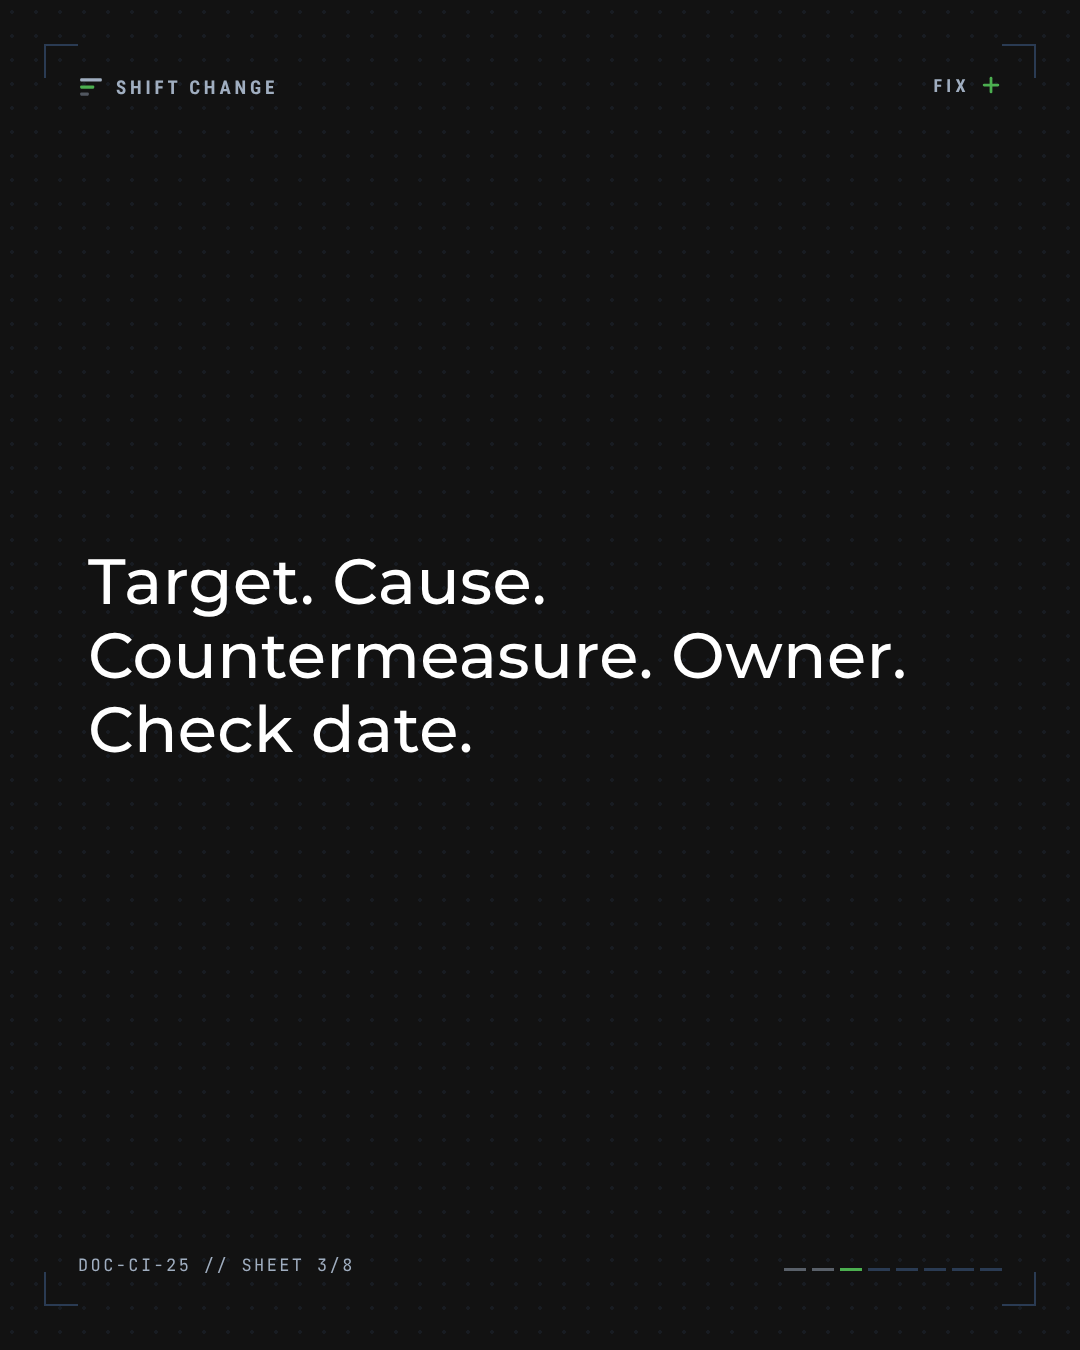 SHIFT CHANGE
FIX +
Target. Cause.
Countermeasure. Owner.
Check date.
DOC-CI-25 // SHEET 3/8